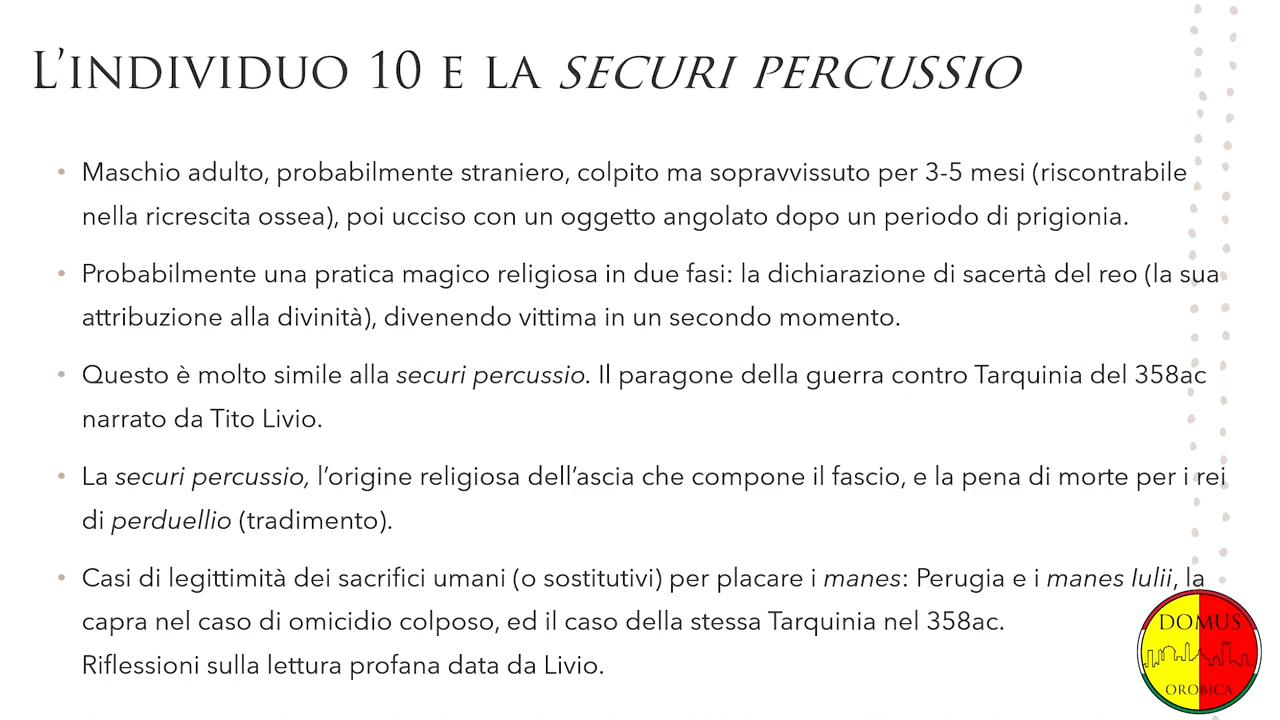 L'INDIVIDUO 10 E LA SECURI PERCUSSIO
• Maschio adulto, probabilmente straniero, colpito ma sopravvissuto per 3-5 mesi (riscontrabile
nella ricrescita ossea), poi ucciso con un oggetto angolato dopo un periodo di prigionia.
• Probabilmente una pratica magico religiosa in due fasi: la dichiarazione di sacertà del reo (la sua
attribuzione alla divinità), divenendo vittima in un secondo momento.
• Questo è molto simile alla securi percussio. Il paragone della guerra contro Tarquinia del 358ac
narrato da Tito Livio.
• La securi percussio, l'origine religiosa dell'ascia che compone il fascio, e la pena di morte per i rei
di perduellio (tradimento).
• Casi di legittimità dei sacrifici umani (o sostitutivi) per placare i manes: Perugia e i manes Iulii, la
capra nel caso di omicidio colposo, ed il caso della stessa Tarquinia nel 358ac.
Riflessioni sulla lettura profana data da Livio.
DOMUS
OROBICA